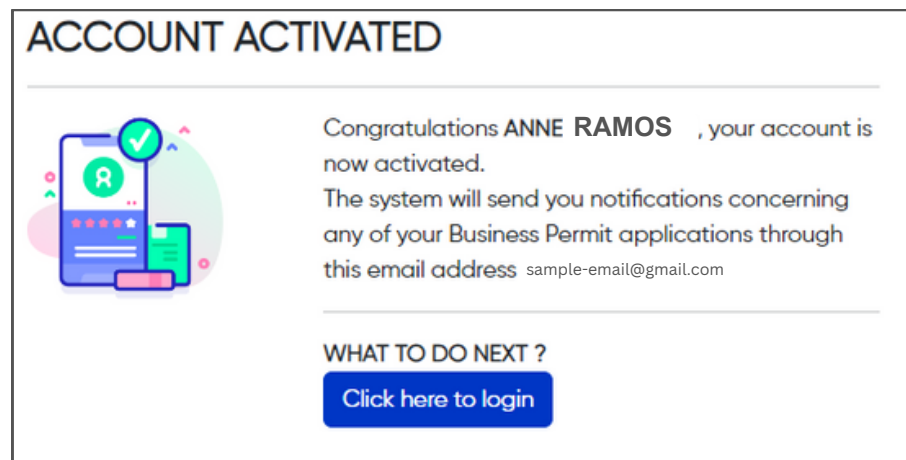 ACCOUNT ACTIVATED
Congratulations ANNE RAMOS , your account is
now activated.
The system will send you notifications concerning
any of your Business Permit applications through
this email address sample-email@gmail.com
WHAT TO DO NEXT ?
Click here to login